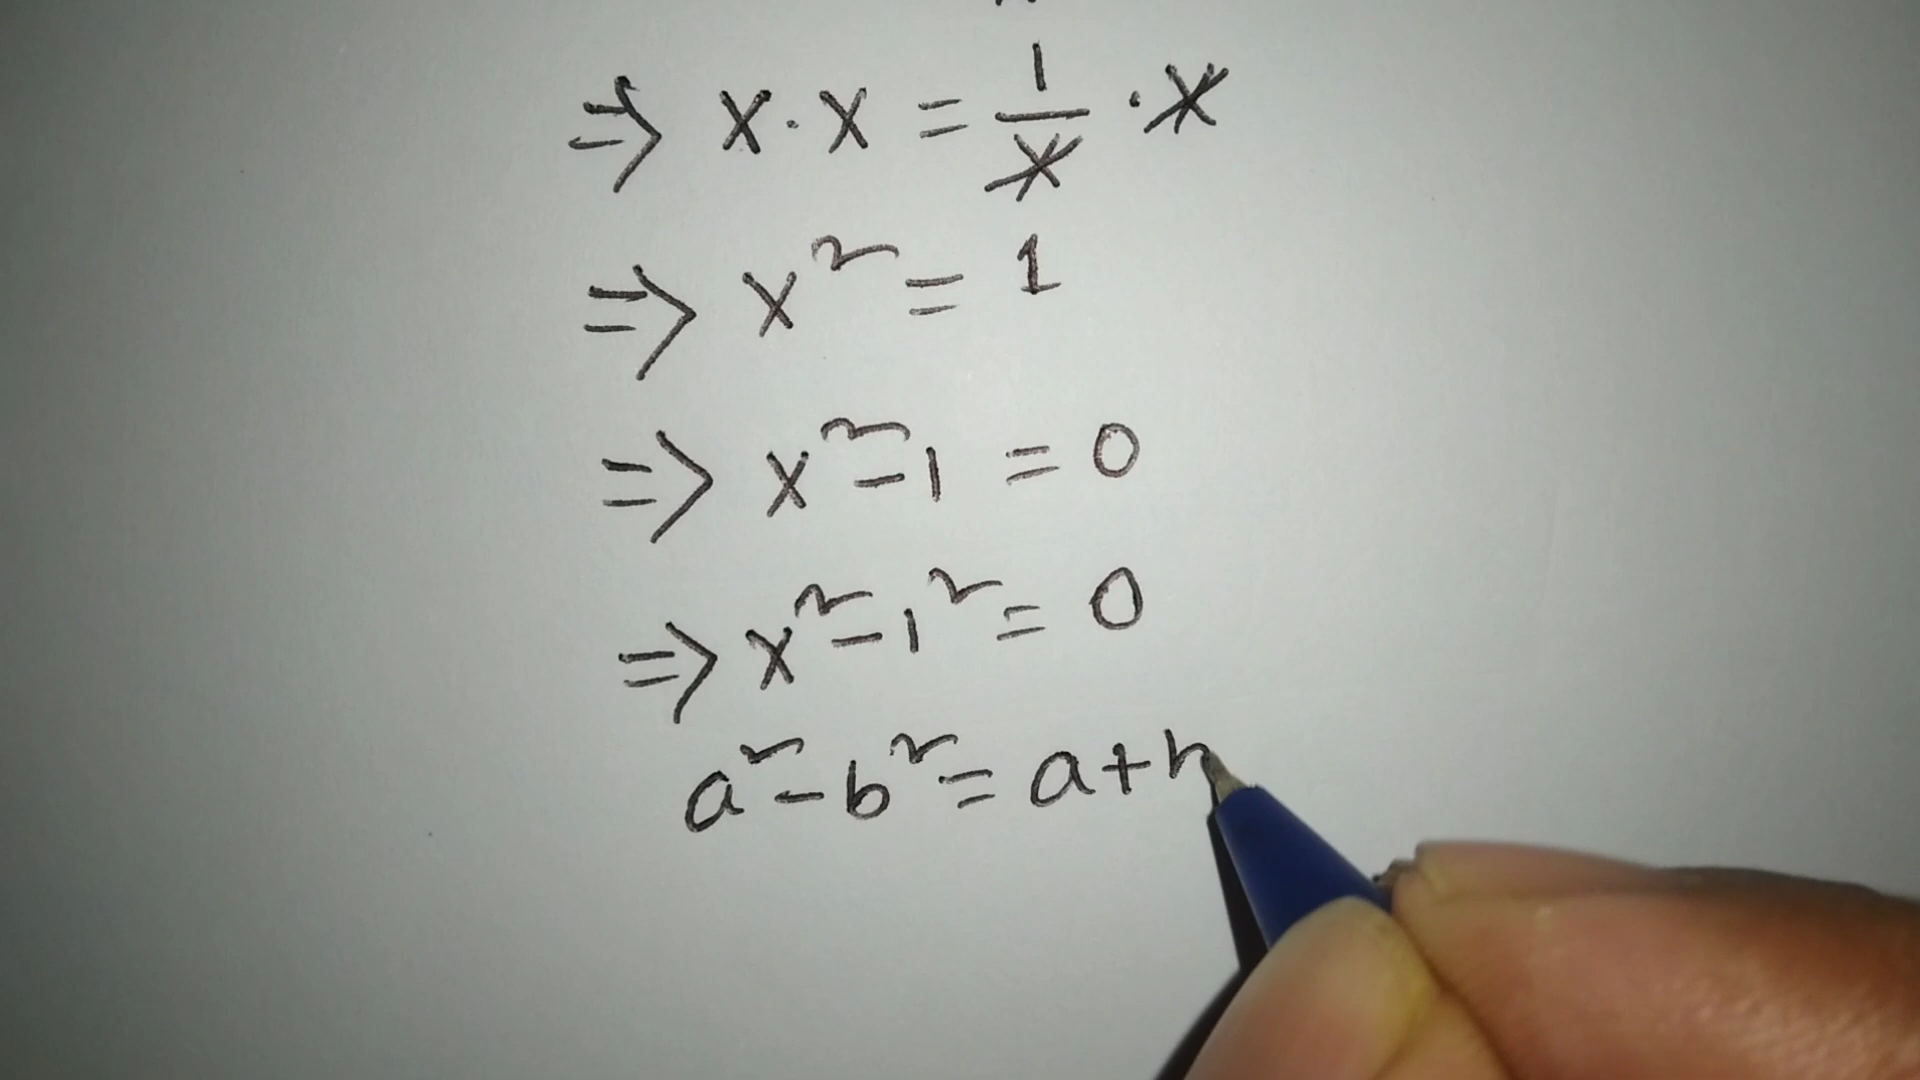 ⇒ x · x = 1/x · x
⇒ x² = 1
⇒ x² - 1 = 0
⇒ x² - 1² = 0
a² - b² = a +